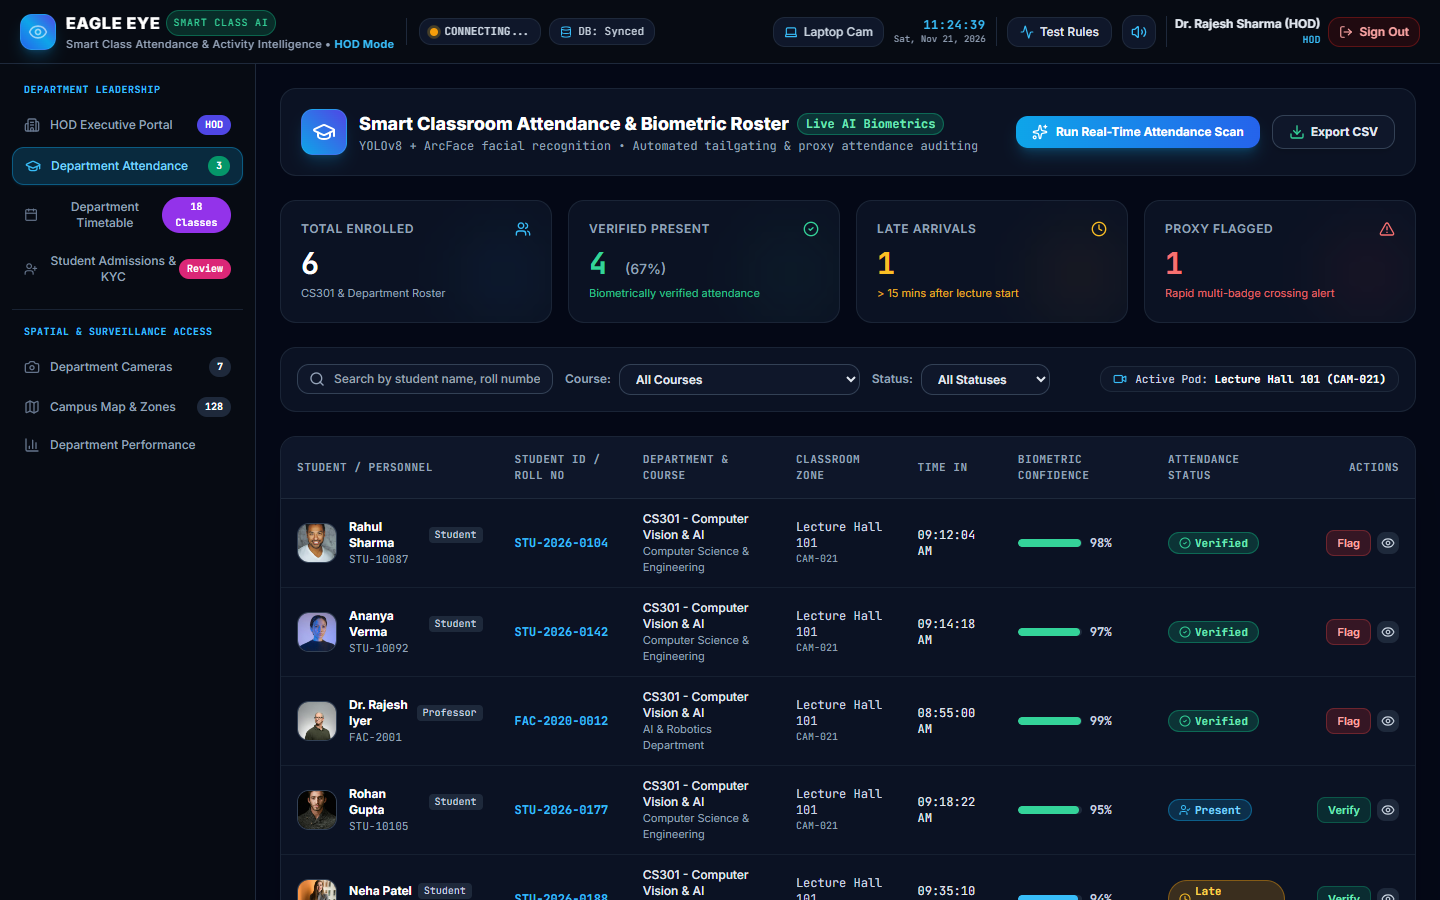 EAGLE EYE SMART CLASS AI
Smart Class Attendance & Activity Intelligence • HOD Mode
CONNECTING...
DB: Synced
Laptop Cam
11:24:39
Sat, Nov 21, 2026
Test Rules
Dr. Rajesh Sharma (HOD)
HOD
Sign Out
DEPARTMENT LEADERSHIP
HOD Executive Portal HOD
Department Attendance 3
Department
Timetable
18
Classes
Student Admissions &
KYC
Review
SPATIAL & SURVEILLANCE ACCESS
Department Cameras 7
Campus Map & Zones 128
Department Performance
Smart Classroom Attendance & Biometric Roster Live AI Biometrics
YOLOv8 + ArcFace facial recognition • Automated tailgating & proxy attendance auditing
Run Real-Time Attendance Scan
Export CSV
TOTAL ENROLLED
6
CS301 & Department Roster
VERIFIED PRESENT
4 (67%)
Biometrically verified attendance
LATE ARRIVALS
1
> 15 mins after lecture start
PROXY FLAGGED
1
Rapid multi-badge crossing alert
Search by student name, roll numbe
Course: All Courses
Status: All Statuses
Active Pod: Lecture Hall 101 (CAM-021)
STUDENT / PERSONNEL
STUDENT ID /
ROLL NO
DEPARTMENT &
COURSE
CLASSROOM
ZONE
TIME IN
BIOMETRIC
CONFIDENCE
ATTENDANCE
STATUS
ACTIONS
Rahul
Sharma
STU-10087
Student
STU-2026-0104
CS301 - Computer
Vision & AI
Computer Science &
Engineering
Lecture Hall
101
CAM-021
09:12:04
AM
98%
Verified
Flag
Ananya
Verma
STU-10092
Student
STU-2026-0142
CS301 - Computer
Vision & AI
Computer Science &
Engineering
Lecture Hall
101
CAM-021
09:14:18
AM
97%
Verified
Flag
Dr. Rajesh
Iyer
FAC-2001
Professor
FAC-2020-0012
CS301 - Computer
Vision & AI
AI & Robotics
Department
Lecture Hall
101
CAM-021
08:55:00
AM
99%
Verified
Flag
Rohan
Gupta
STU-10105
Student
STU-2026-0177
CS301 - Computer
Vision & AI
Computer Science &
Engineering
Lecture Hall
101
CAM-021
09:18:22
AM
95%
Present
Verify
Neha Patel Student
STU-2026-0188
CS301 - Computer
Vision & AI
Lecture Hall
101
09:35:10
94%
Late
Verify